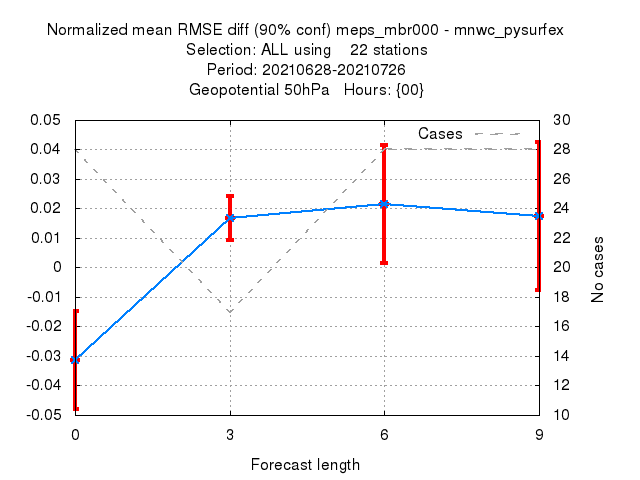 Normalized mean RMSE diff (90% conf) meps_mbr000 - mnwc_pysurfex
Selection: ALL using    22 stations
Period: 20210628-20210726
Geopotential 50hPa   Hours: {00}
Cases
0.05
0.04
0.03
0.02
0.01
0
-0.01
-0.02
-0.03
-0.04
-0.05
30
28
26
24
22
20
18
16
14
12
10
No cases
0 3 6 9
Forecast length